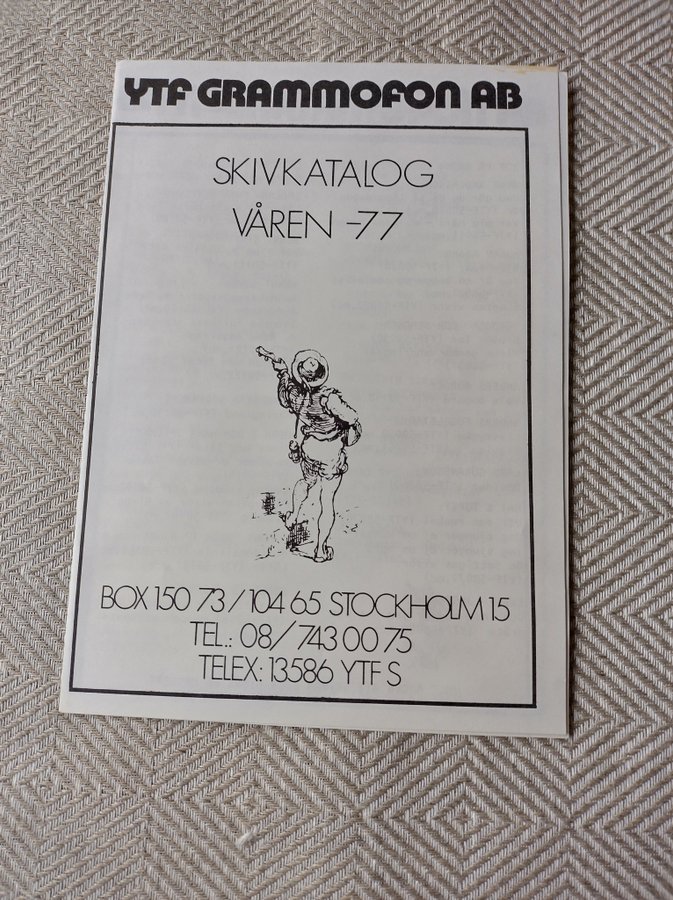 YTF GRAMMOFON AB
SKIVKATALOG
VÅREN -77
BOX 150 73 / 104 65 STOCKHOLM 15
TEL.: 08/743 00 75
TELEX: 13586 YTF S